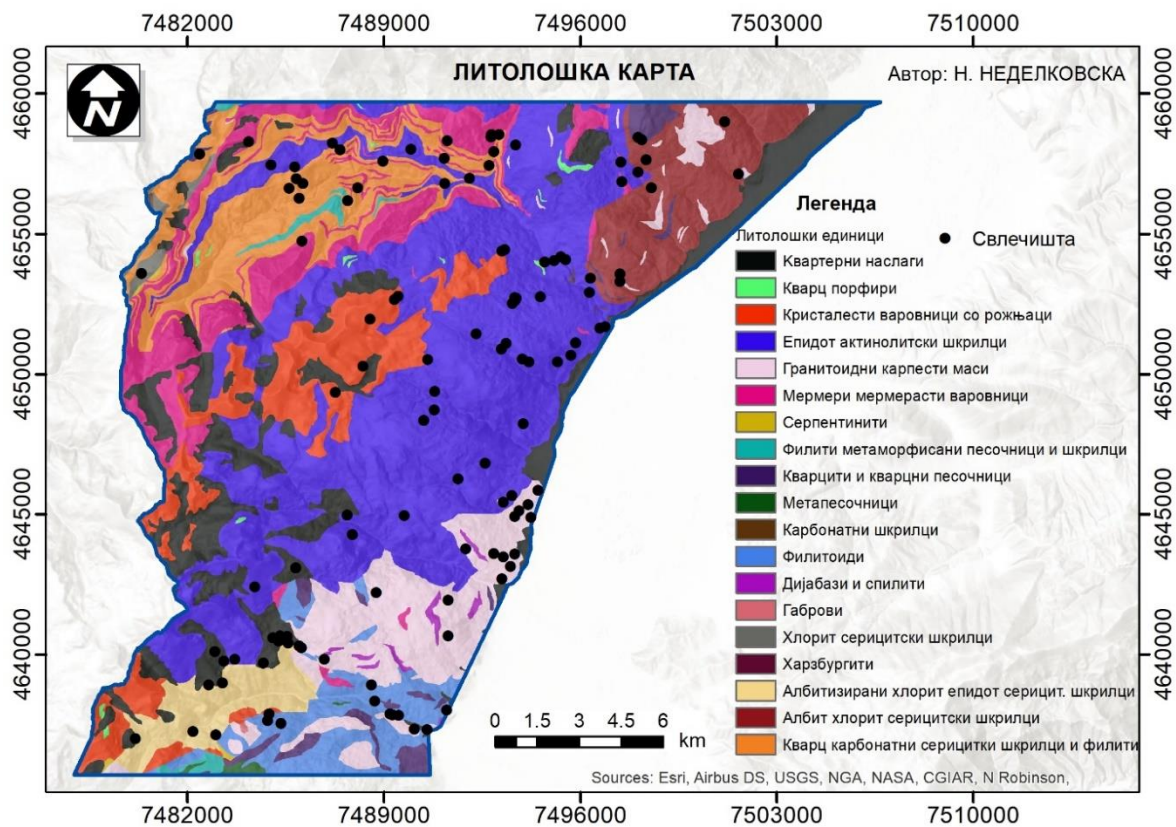 7482000 7489000 7496000 7503000 7510000
ЛИТОЛОШКА КАРТА
Автор: Н. НЕДЕЛКОВСКА
N
4660000 4660000
4655000 4655000
4650000 4650000
4645000 4645000
4640000 4640000
Легенда
Литолошки единици
Свлечишта
Квартерни наслаги
Кварц порфири
Кристалести варовници со рожњаци
Епидот актинолитски шкрилци
Гранитоидни карпести маси
Мермери мермерасти варовници
Серпентинити
Филити метаморфисани песочници и шкрилци
Кварцити и кварцни песочници
Метапесочници
Карбонатни шкрилци
Филитоиди
Дијабази и спилити
Габрови
Хлорит серицитски шкрилци
Харзбургити
Албитизирани хлорит епидот серицит. шкрилци
Албит хлорит серицитски шкрилци
Кварц карбонатни серицитки шкрилци и филити
0 1.5 3 4.5 6
km
Sources: Esri, Airbus DS, USGS, NGA, NASA, CGIAR, N Robinson,
7482000 7489000 7496000 7503000 7510000